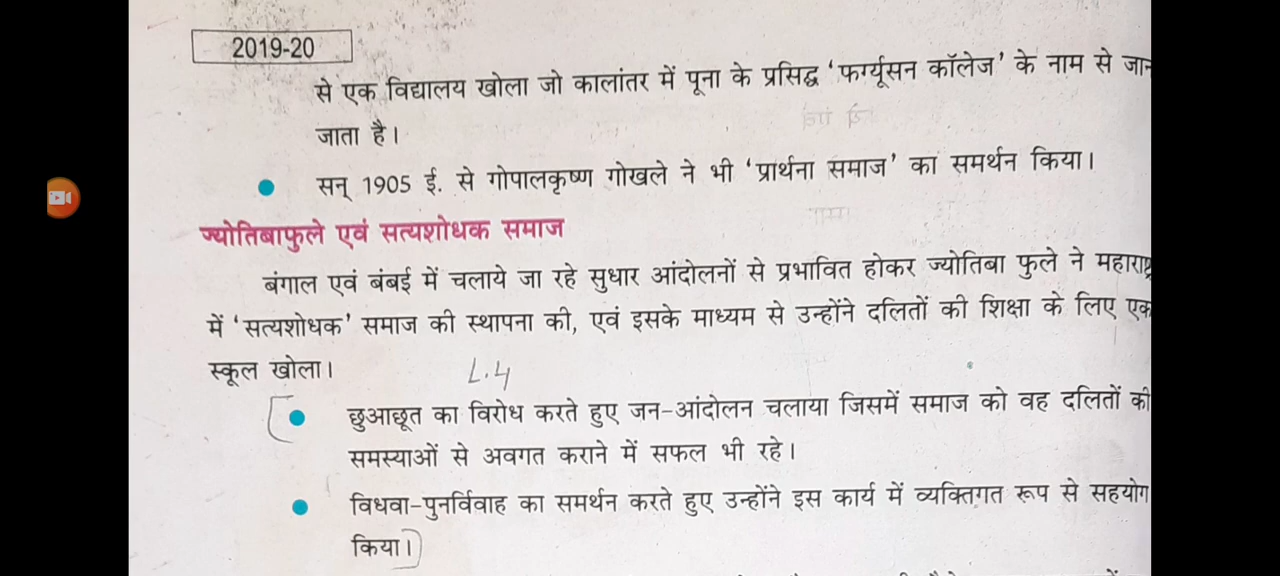 2019-20
से एक विद्यालय खोला जो कालांतर में पूना के प्रसिद्ध ‘फर्ग्यूसन कॉलेज’ के नाम से जान
जाता है।
सन् 1905 ई. से गोपालकृष्ण गोखले ने भी ‘प्रार्थना समाज’ का समर्थन किया।
ज्योतिबाफुले एवं सत्यशोधक समाज
बंगाल एवं बंबई में चलाये जा रहे सुधार आंदोलनों से प्रभावित होकर ज्योतिबा फुले ने महाराष्ट्र
में ‘सत्यशोधक’ समाज की स्थापना की, एवं इसके माध्यम से उन्होंने दलितों की शिक्षा के लिए एक
स्कूल खोला।
L.4
छुआछूत का विरोध करते हुए जन-आंदोलन चलाया जिसमें समाज को वह दलितों की
समस्याओं से अवगत कराने में सफल भी रहे।
विधवा-पुनर्विवाह का समर्थन करते हुए उन्होंने इस कार्य में व्यक्तिगत रूप से सहयोग
किया।